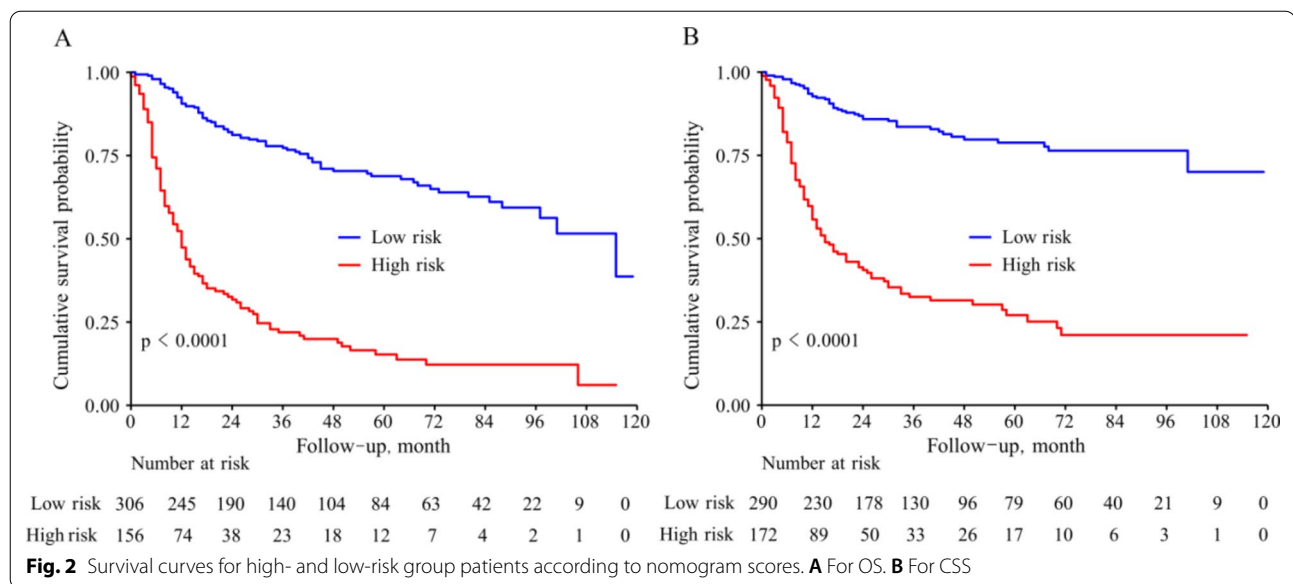 A
Cumulative survival probability
1.00
0.75
0.50
0.25
0.00
Low risk
High risk
p < 0.0001
0 12 24 36 48 60 72 84 96 108 120
Follow-up, month
Number at risk
Low risk 306 245 190 140 104 84 63 42 22 9 0
High risk 156 74 38 23 18 12 7 4 2 1 0
B
Cumulative survival probability
1.00
0.75
0.50
0.25
0.00
Low risk
High risk
p < 0.0001
0 12 24 36 48 60 72 84 96 108 120
Follow-up, month
Number at risk
Low risk 290 230 178 130 96 79 60 40 21 9 0
High risk 172 89 50 33 26 17 10 6 3 1 0
Fig. 2 Survival curves for high- and low-risk group patients according to nomogram scores. A For OS. B For CSS